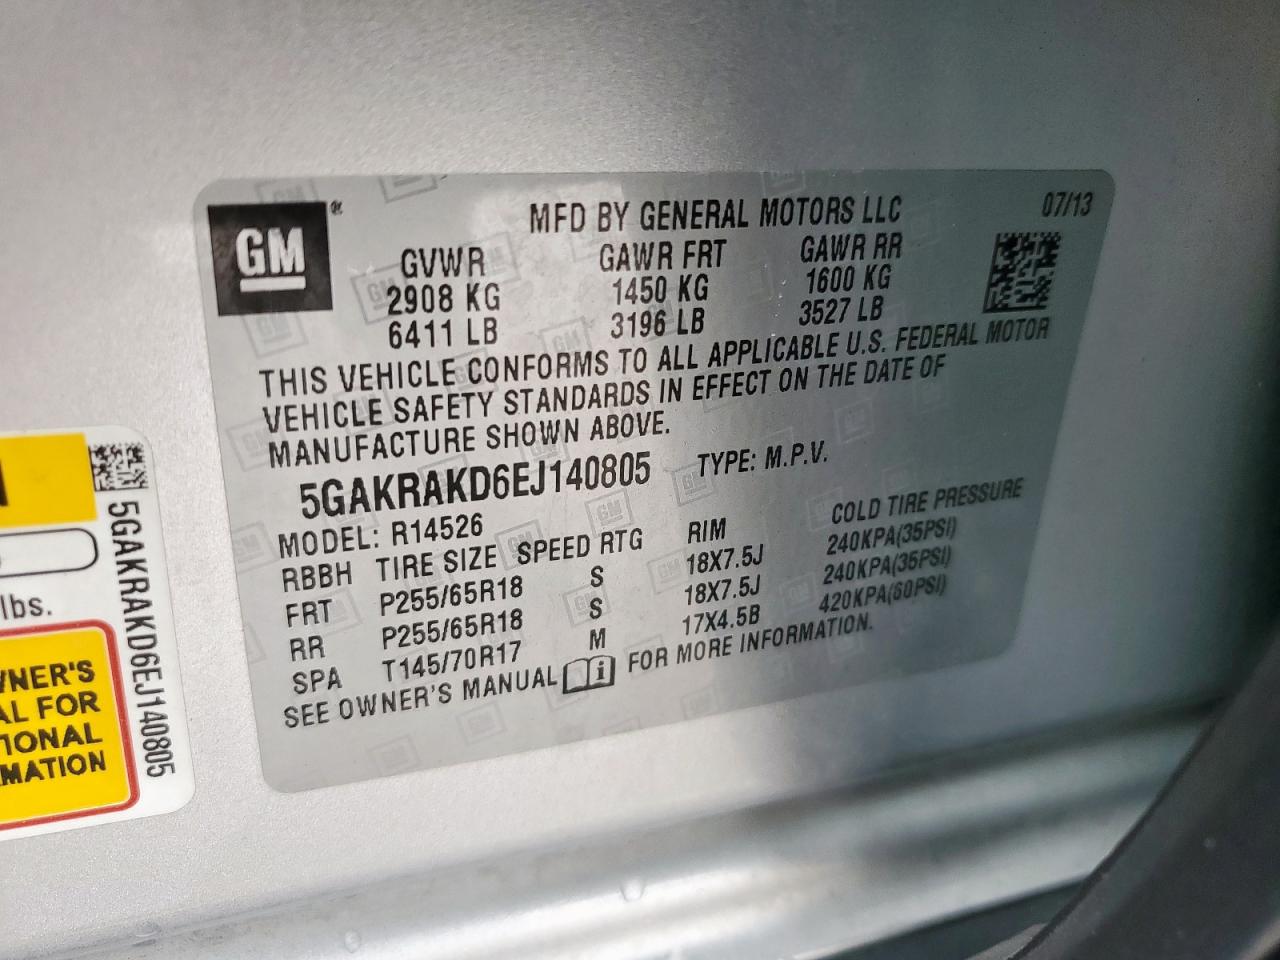 GM®
MFD BY GENERAL MOTORS LLC 07/13
GVWR GAWR FRT GAWR RR
2908 KG 1450 KG 1600 KG
6411 LB 3196 LB 3527 LB
THIS VEHICLE CONFORMS TO ALL APPLICABLE U.S. FEDERAL MOTOR
VEHICLE SAFETY STANDARDS IN EFFECT ON THE DATE OF
MANUFACTURE SHOWN ABOVE.
5GAKRAKD6EJ140805 TYPE: M.P.V.
MODEL: R14526
RBBH TIRE SIZE SPEED RTG RIM COLD TIRE PRESSURE
FRT P255/65R18 S 18X7.5J 240KPA(35PSI)
RR P255/65R18 S 18X7.5J 240KPA(35PSI)
SPA T145/70R17 M 17X4.5B 420KPA(60PSI)
SEE OWNER'S MANUAL i FOR MORE INFORMATION.
5GAKRAKD6EJ140805
lbs.
WNER'S
AL FOR
TIONAL
RMATION